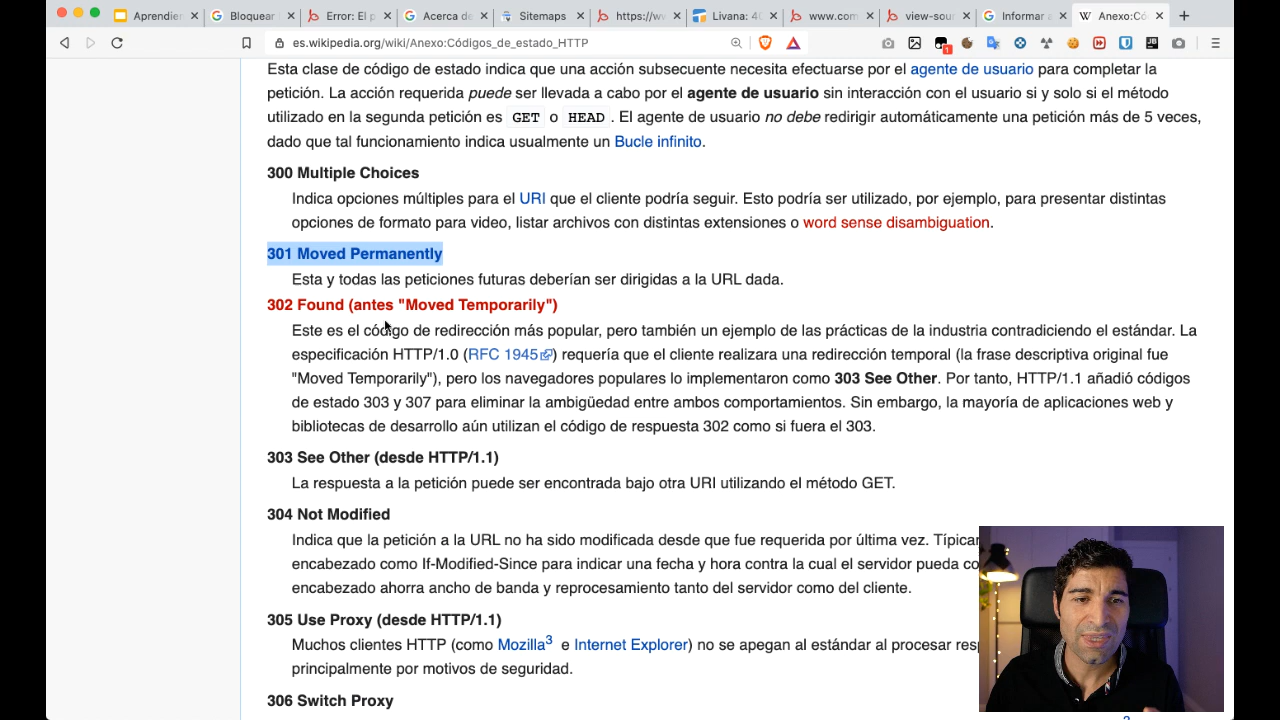 Aprendier
Bloquear
Error: El p
Acerca de
Sitemaps
https://wv
Livana: 40
www.com
view-sour
Informar a
Anexo:Có
es.wikipedia.org/wiki/Anexo:Códigos_de_estado_HTTP
1
JB
Esta clase de código de estado indica que una acción subsecuente necesita efectuarse por el agente de usuario para completar la
petición. La acción requerida puede ser llevada a cabo por el agente de usuario sin interacción con el usuario si y solo si el método
utilizado en la segunda petición es GET o HEAD . El agente de usuario no debe redirigir automáticamente una petición más de 5 veces,
dado que tal funcionamiento indica usualmente un Bucle infinito.
300 Multiple Choices
Indica opciones múltiples para el URI que el cliente podría seguir. Esto podría ser utilizado, por ejemplo, para presentar distintas
opciones de formato para video, listar archivos con distintas extensiones o word sense disambiguation.
301 Moved Permanently
Esta y todas las peticiones futuras deberían ser dirigidas a la URL dada.
302 Found (antes "Moved Temporarily")
Este es el código de redirección más popular, pero también un ejemplo de las prácticas de la industria contradiciendo el estándar. La
especificación HTTP/1.0 (RFC 1945) requería que el cliente realizara una redirección temporal (la frase descriptiva original fue
"Moved Temporarily"), pero los navegadores populares lo implementaron como 303 See Other. Por tanto, HTTP/1.1 añadió códigos
de estado 303 y 307 para eliminar la ambigüedad entre ambos comportamientos. Sin embargo, la mayoría de aplicaciones web y
bibliotecas de desarrollo aún utilizan el código de respuesta 302 como si fuera el 303.
303 See Other (desde HTTP/1.1)
La respuesta a la petición puede ser encontrada bajo otra URI utilizando el método GET.
304 Not Modified
Indica que la petición a la URL no ha sido modificada desde que fue requerida por última vez. Típicar
encabezado como If-Modified-Since para indicar una fecha y hora contra la cual el servidor pueda co
encabezado ahorra ancho de banda y reprocesamiento tanto del servidor como del cliente.
305 Use Proxy (desde HTTP/1.1)
Muchos clientes HTTP (como Mozilla3 e Internet Explorer) no se apegan al estándar al procesar resp
principalmente por motivos de seguridad.
306 Switch Proxy